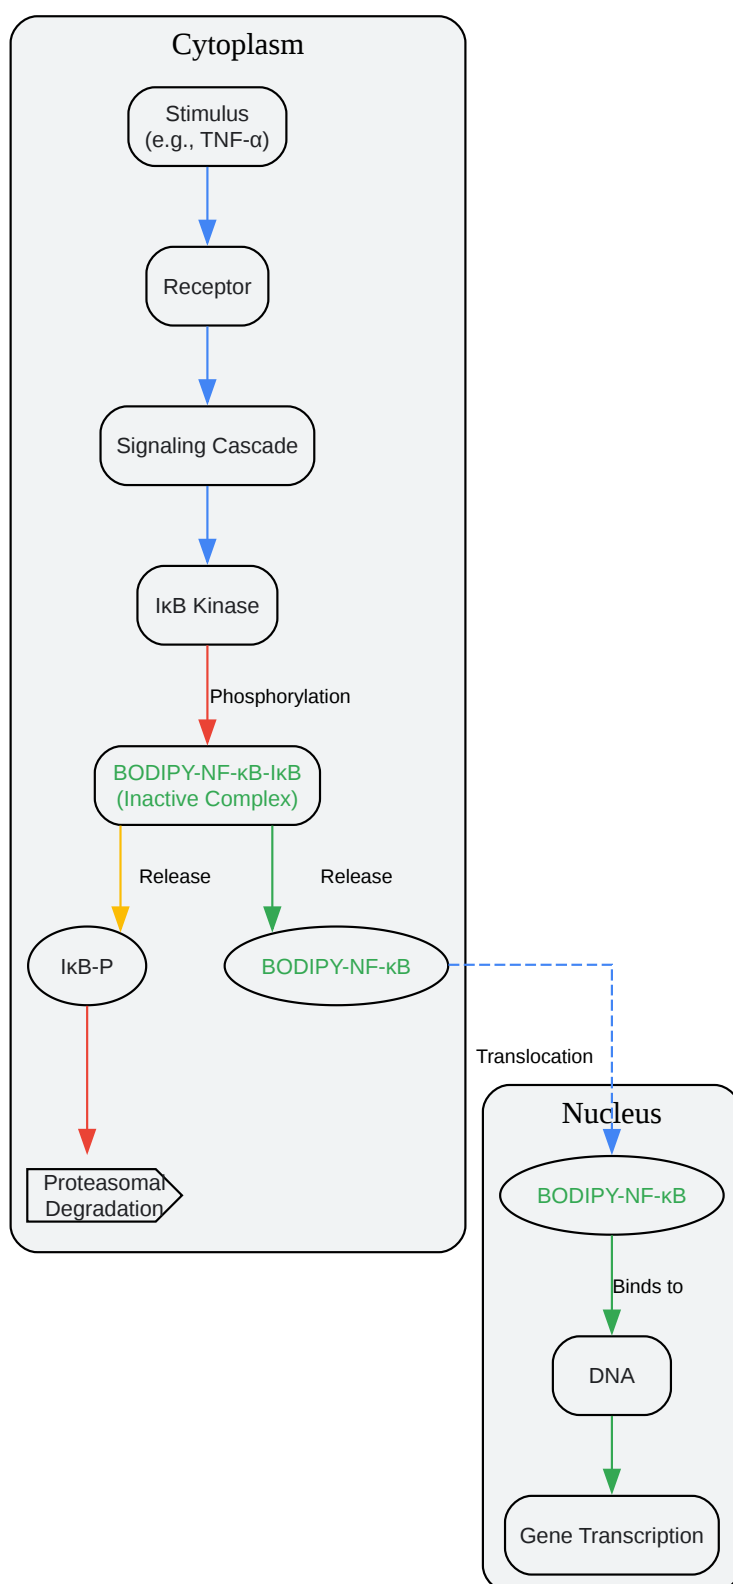 Cytoplasm
Stimulus
(e.g., TNF-α)
Receptor
Signaling Cascade
IκB Kinase
Phosphorylation
BODIPY-NF-κB-IκB
(Inactive Complex)
Release
Release
IκB-P
BODIPY-NF-κB
Translocation
Proteasomal
Degradation
Nucleus
BODIPY-NF-κB
Binds to
DNA
Gene Transcription